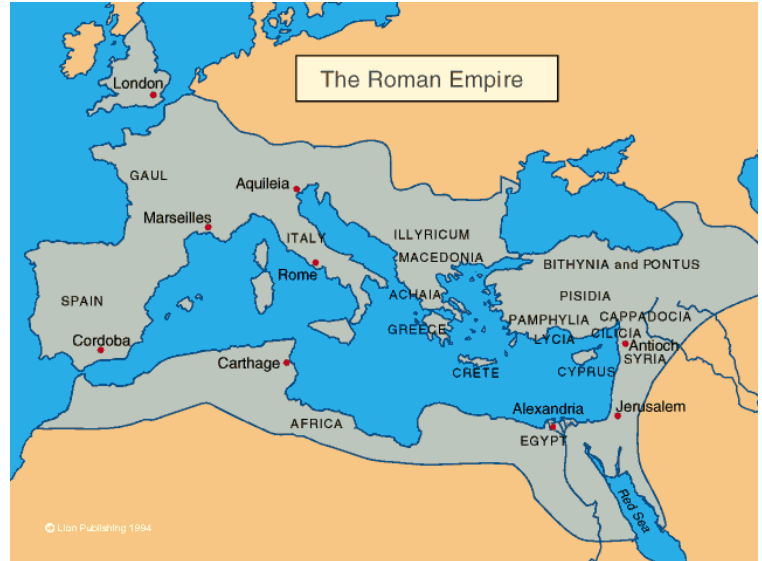 The Roman Empire
London
GAUL
Aquileia
Marseilles
ITALY
ILLYRICUM
MACEDONIA
BITHYNIA and PONTUS
Rome
SPAIN
ACHAIA
PISIDIA
GREECE
PAMPHYLIA
CAPPADOCIA
LYCIA
CILICIA
Cordoba
Antioch
Carthage
CRETE
CYPRUS
SYRIA
Alexandria
Jerusalem
AFRICA
EGYPT
Red Sea
© Lion Publishing 1994